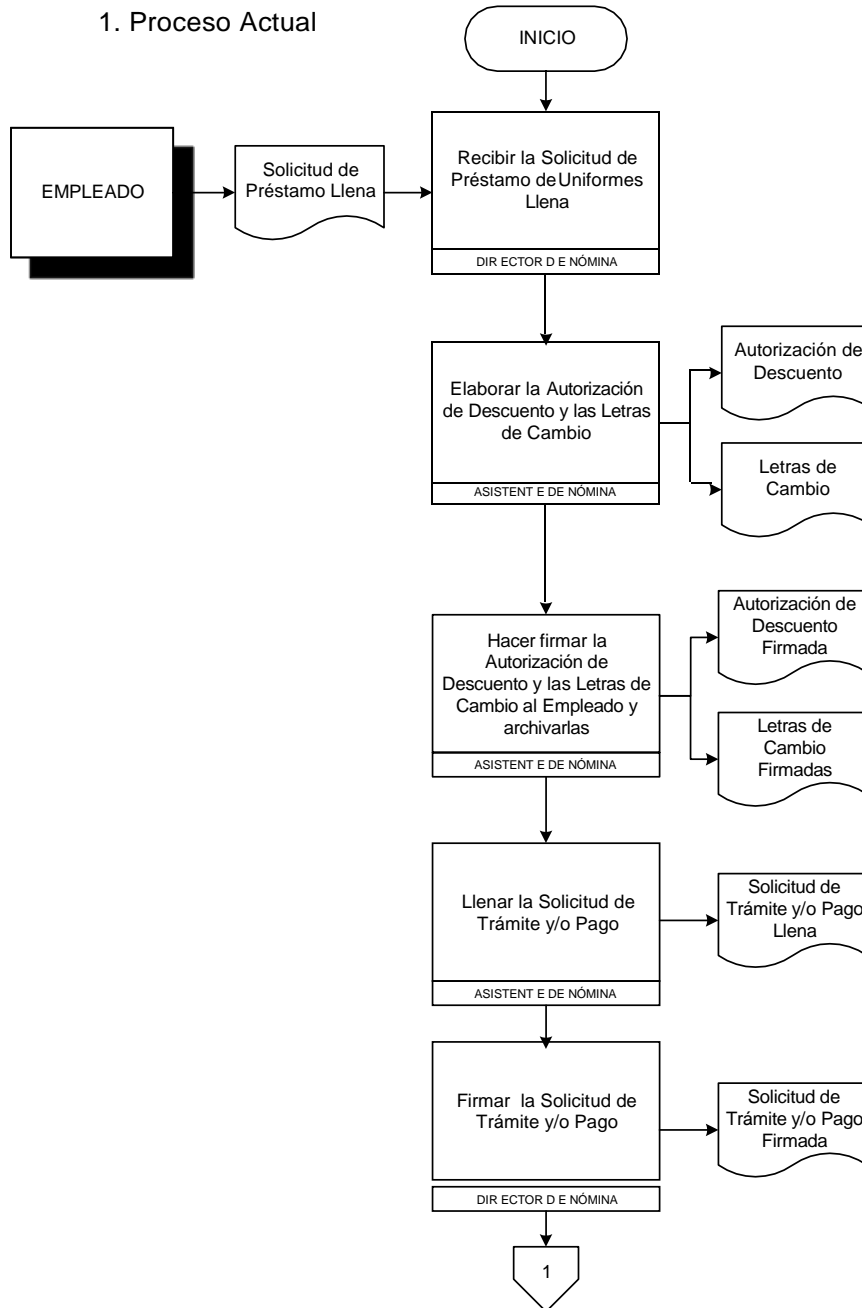 1. Proceso Actual
INICIO
EMPLEADO
Solicitud de
Préstamo Llena
Recibir la Solicitud de
Préstamo de Uniformes
Llena
DIR ECTOR D E NÓMINA
Elaborar la Autorización
de Descuento y las Letras
de Cambio
ASISTENT E DE NÓMINA
Autorización de
Descuento
Letras de
Cambio
Hacer firmar la
Autorización de
Descuento y las Letras de
Cambio al Empleado y
archivarlas
ASISTENT E DE NÓMINA
Autorización de
Descuento
Firmada
Letras de
Cambio
Firmadas
Llenar la Solicitud de
Trámite y/o Pago
ASISTENT E DE NÓMINA
Solicitud de
Trámite y/o Pago
Llena
Firmar la Solicitud de
Trámite y/o Pago
DIR ECTOR D E NÓMINA
Solicitud de
Trámite y/o Pago
Firmada
1